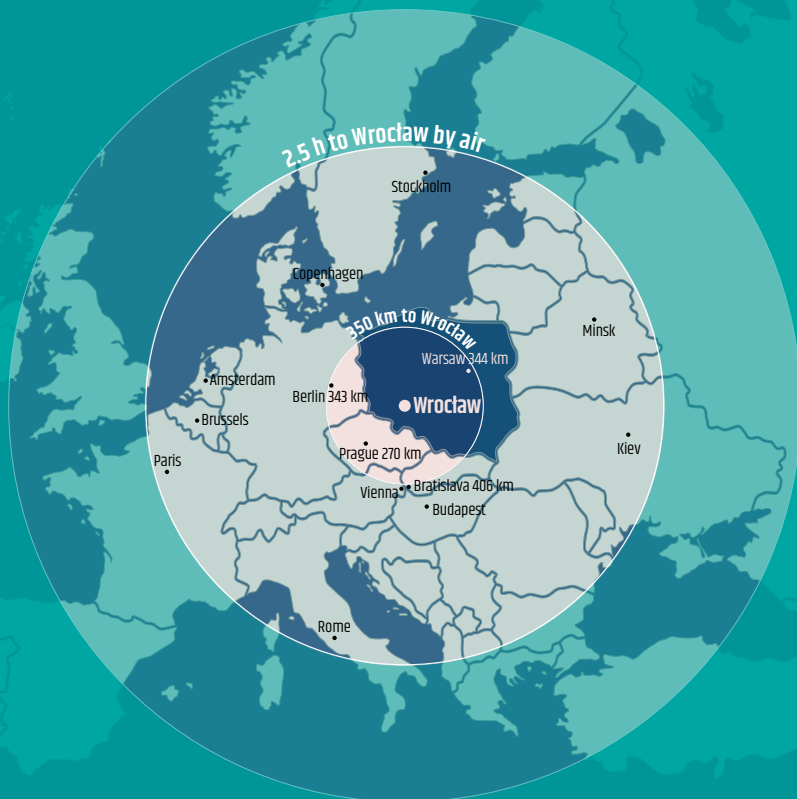 2.5 h to Wrocław by air
Stockholm
Copenhagen
350 km to Wrocław
Minsk
Warsaw 344 km
Amsterdam
Berlin 343 km
Wrocław
Brussels
Kiev
Prague 270 km
Paris
Vienna
Bratislava 406 km
Budapest
Rome